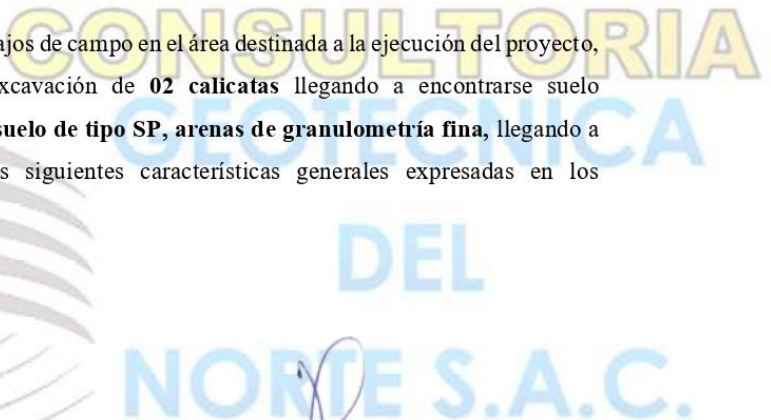 CONSULTORIA
ajos de campo en el área destinada a la ejecución del proyecto,
xcavación de 02 calicatas llegando a encontrarse suelo
suelo de tipo SP, arenas de granulometría fina, llegando a
GEOTECNICA
s siguientes características generales expresadas en los
DEL
NORTE S.A.C.